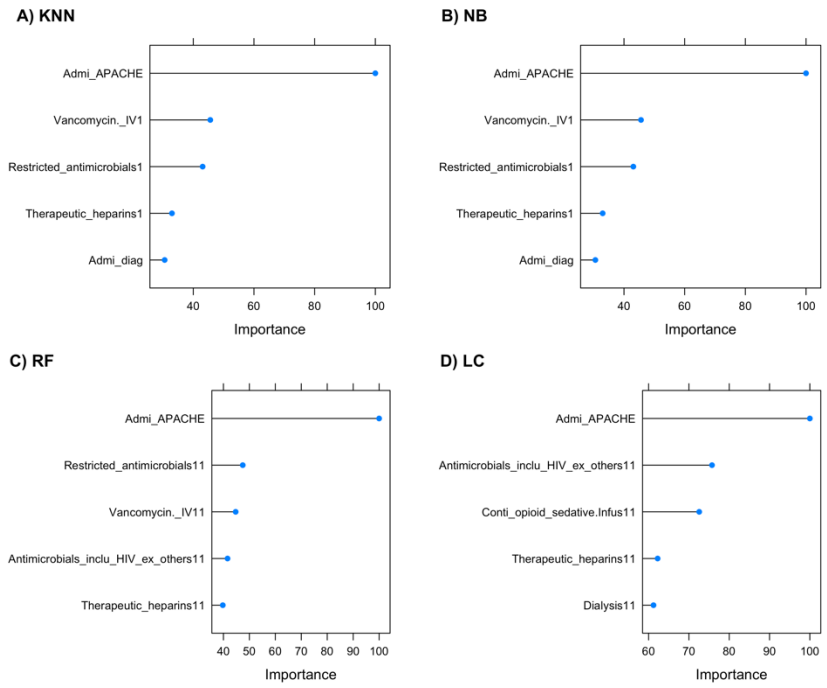 A) KNN
Admi_APACHE
Vancomycin._IV1
Restricted_antimicrobials1
Therapeutic_heparins1
Admi_diag
40 60 80 100
Importance
B) NB
Admi_APACHE
Vancomycin._IV1
Restricted_antimicrobials1
Therapeutic_heparins1
Admi_diag
40 60 80 100
Importance
C) RF
Admi_APACHE
Restricted_antimicrobials11
Vancomycin._IV11
Antimicrobials_inclu_HIV_ex_others11
Therapeutic_heparins11
40 50 60 70 80 90 100
Importance
D) LC
Admi_APACHE
Antimicrobials_inclu_HIV_ex_others11
Conti_opioid_sedative.Infus11
Therapeutic_heparins11
Dialysis11
60 70 80 90 100
Importance